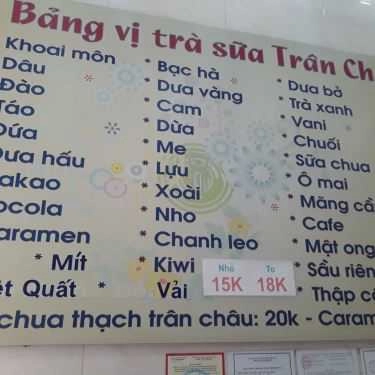 Bảng vị trà sữa Trân Ch
Khoai môn
Dâu
Đào
Táo
Dứa
Dưa hấu
akao
ocola
aramen
* Mít
ệt Quất
* Bạc hà
* Dưa vàng
* Cam
* Dừa
* Me
* Lựu
* Xoài
* Nho
* Chanh leo
* Kiwi
* Vải
* Dưa bở
* Trà xanh
* Vani
* Chuối
* Sữa chua
* Ô mai
* Măng cầ
* Cafe
* Mật ong
* Sầu riên
* Thập cẩ
Nhỏ To
15K 18K
chua thạch trân châu: 20k - Caram